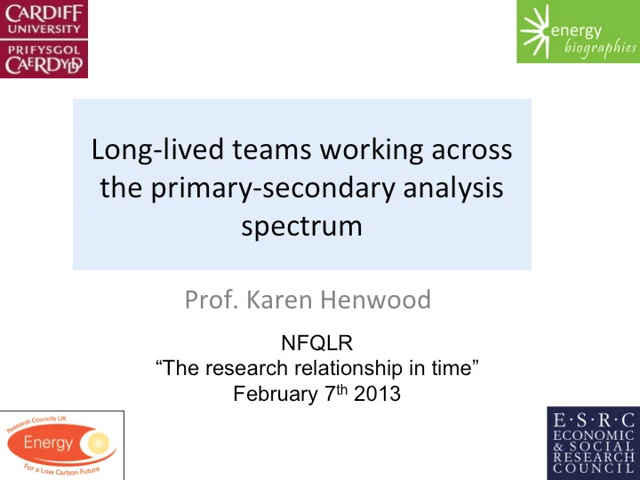 CARDIFF
UNIVERSITY
PRIFYSGOL
CAERDYDD
energy
biographies
Long-lived teams working across
the primary-secondary analysis
spectrum
Prof. Karen Henwood
NFQLR
“The research relationship in time”
February 7th 2013
Research Councils UK
Energy
For a Low Carbon Future
E·S·R·C
ECONOMIC
& SOCIAL
RESEARCH
COUNCIL